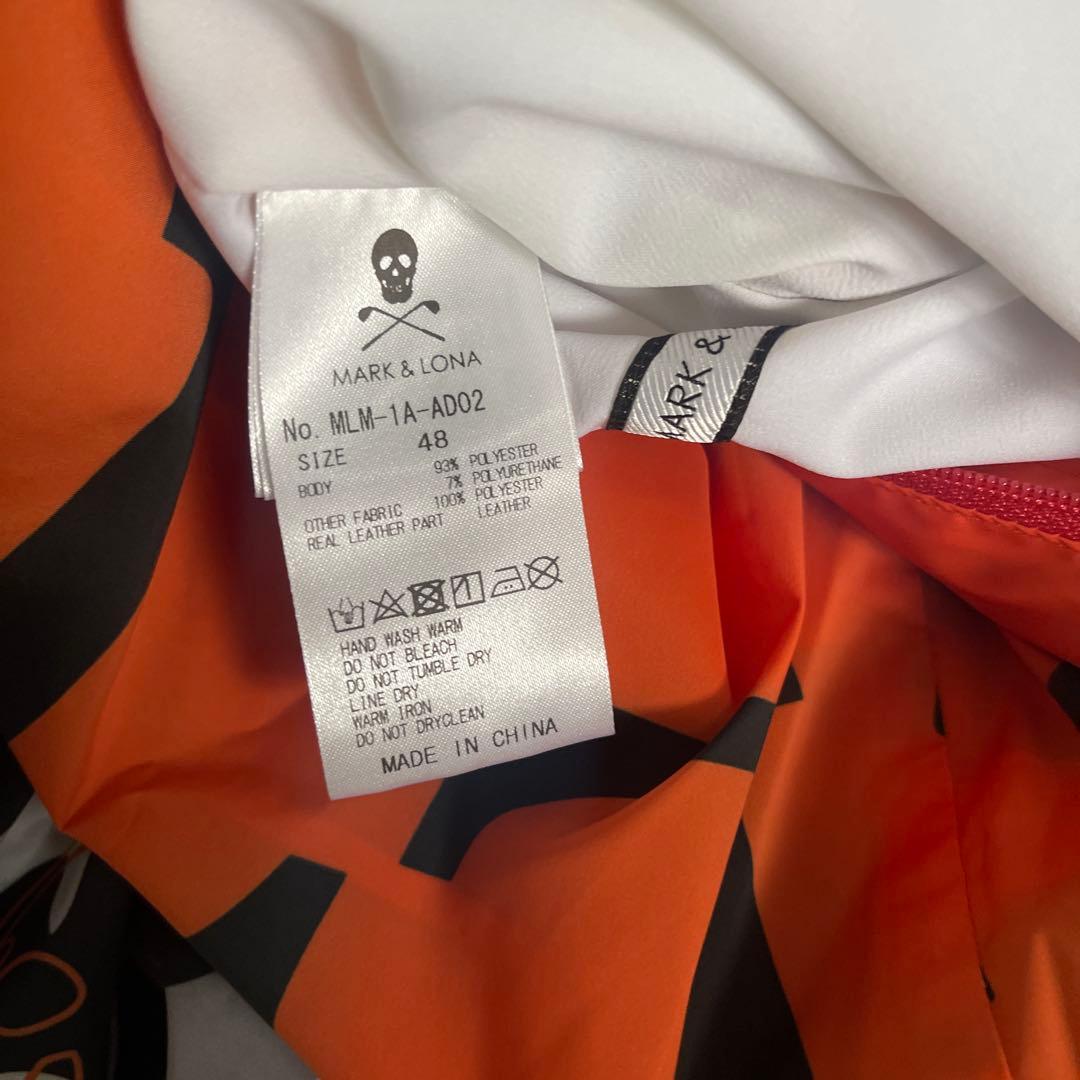 MARK & LONA
No. MLM-1A-AD02
SIZE 48
BODY 93% POLYESTER
7% POLYURETHANE
OTHER FABRIC 100% POLYESTER
REAL LEATHER PART LEATHER
HAND WASH WARM
DO NOT BLEACH
DO NOT TUMBLE DRY
LINE DRY
WARM IRON
DO NOT DRYCLEAN
MADE IN CHINA
MARK &